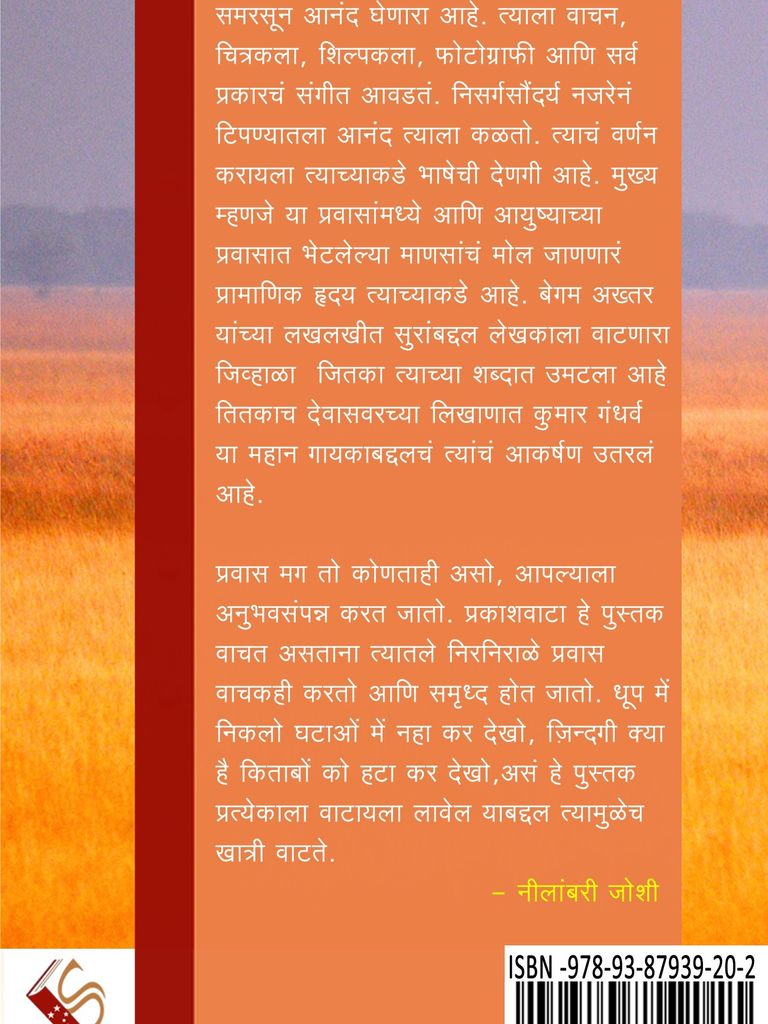 समरसून आनंद घेणारा आहे. त्याला वाचन,
चित्रकला, शिल्पकला, फोटोग्राफी आणि सर्व
प्रकारचं संगीत आवडतं. निसर्गसौंदर्य नजरेनं
टिपण्यातला आनंद त्याला कळतो. त्याचं वर्णन
करायला त्याच्याकडे भाषेची देणगी आहे. मुख्य
म्हणजे या प्रवासांमध्ये आणि आयुष्याच्या
प्रवासात भेटलेल्या माणसांचं मोल जाणणारं
प्रामाणिक हृदय त्याच्याकडे आहे. बेगम अख्तर
यांच्या लखलखीत सुरांबद्दल लेखकाला वाटणारा
जिव्हाळा  जितका त्याच्या शब्दात उमटला आहे
तितकाच देवासवरच्या लिखाणात कुमार गंधर्व
या महान गायकाबद्दलचं त्यांचं आकर्षण उतरलं
आहे.
प्रवास मग तो कोणताही असो, आपल्याला
अनुभवसंपन्न करत जातो. प्रकाशवाटा हे पुस्तक
वाचत असताना त्यातले निरनिराळे प्रवास
वाचकही करतो आणि समृध्द होत जातो. धूप में
निकलो घटाओं में नहा कर देखो, ज़िन्दगी क्या
है किताबों को हटा कर देखो,असं हे पुस्तक
प्रत्येकाला वाटायला लावेल याबद्दल त्यामुळेच
खात्री वाटते.
– नीलांबरी जोशी
ISBN -978-93-87939-20-2